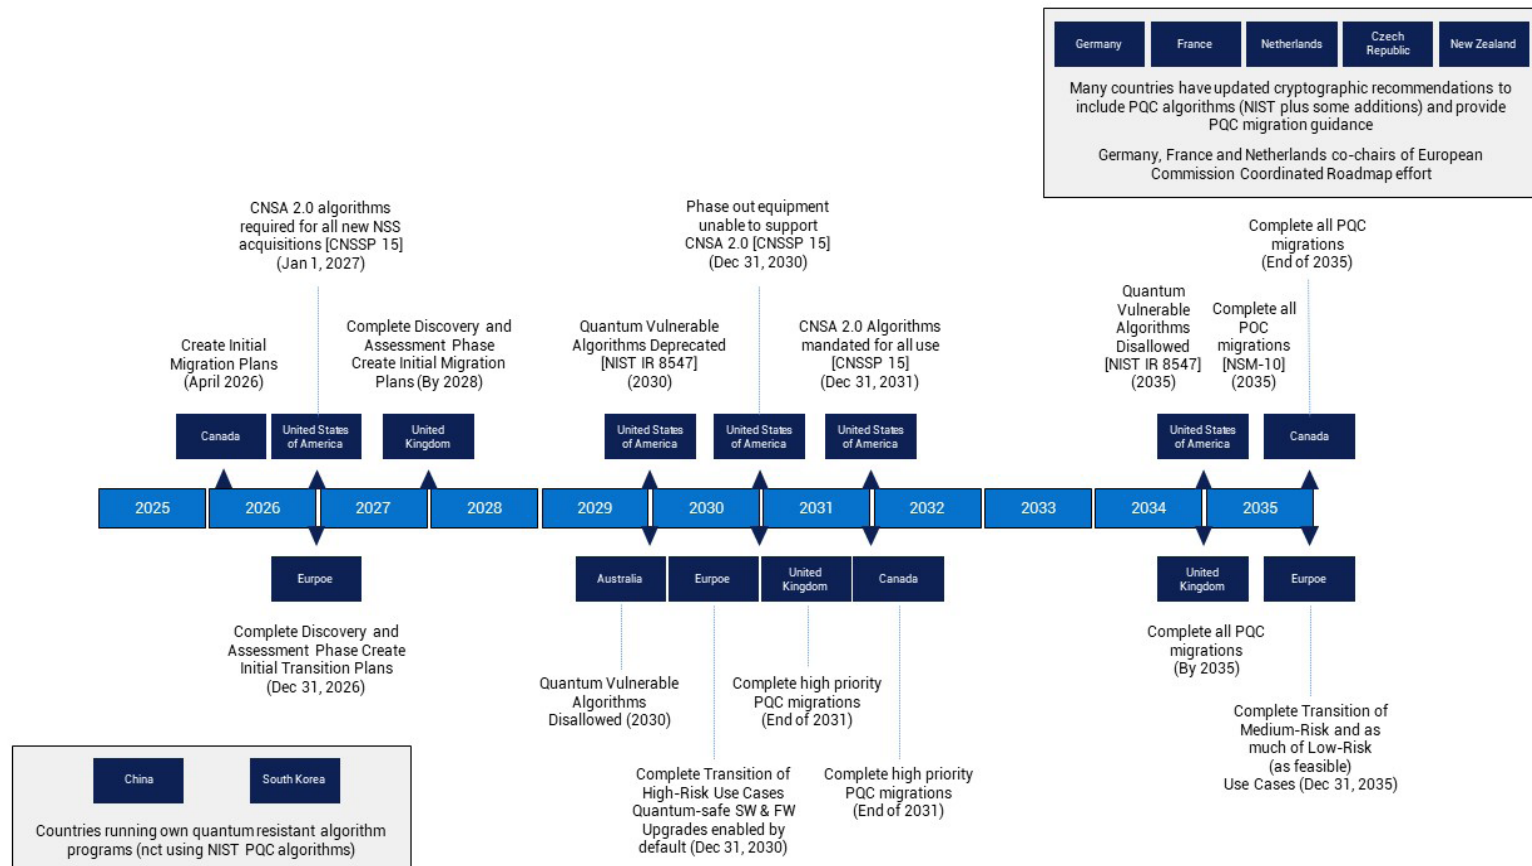 Germany
France
Netherlands
Czech
Republic
New Zealand
Many countries have updated cryptographic recommendations to
include PQC algorithms (NIST plus some additions) and provide
PQC migration guidance
Germany, France and Netherlands co-chairs of European
Commission Coordinated Roadmap effort
CNSA 2.0 algorithms
required for all new NSS
acquisitions [CNSSP 15]
(Jan 1, 2027)
Phase out equipment
unable to support
CNSA 2.0 [CNSSP 15]
(Dec 31, 2030)
Complete all PQC
migrations
(End of 2035)
Create Initial
Migration Plans
(April 2026)
Complete Discovery and
Assessment Phase
Create Initial Migration
Plans (By 2028)
Quantum Vulnerable
Algorithms Deprecated
[NIST IR 8547]
(2030)
CNSA 2.0 Algorithms
mandated for all use
[CNSSP 15]
(Dec 31, 2031)
Quantum
Vulnerable
Algorithms
Disallowed
[NIST IR 8547]
(2035)
Complete all
POC
migrations
[NSM-10]
(2035)
Canada
United States
of America
United
Kingdom
United States
of America
United States
of America
United States
of America
United States
of America
Canada
2025
2026
2027
2028
2029
2030
2031
2032
2033
2034
2035
Eurpoe
Australia
Eurpoe
United
Kingdom
Canada
United
Kingdom
Eurpoe
Complete Discovery and
Assessment Phase Create
Initial Transition Plans
(Dec 31, 2026)
Quantum Vulnerable
Algorithms
Disallowed (2030)
Complete Transition of
High-Risk Use Cases
Quantum-safe SW & FW
Upgrades enabled by
default (Dec 31, 2030)
Complete high priority
PQC migrations
(End of 2031)
Complete high priority
PQC migrations
(End of 2031)
Complete all PQC
migrations
(By 2035)
Complete Transition of
Medium-Risk and as
much of Low-Risk
(as feasible)
Use Cases (Dec 31, 2035)
China
South Korea
Countries running own quantum resistant algorithm
programs (nct using NIST PQC algorithms)